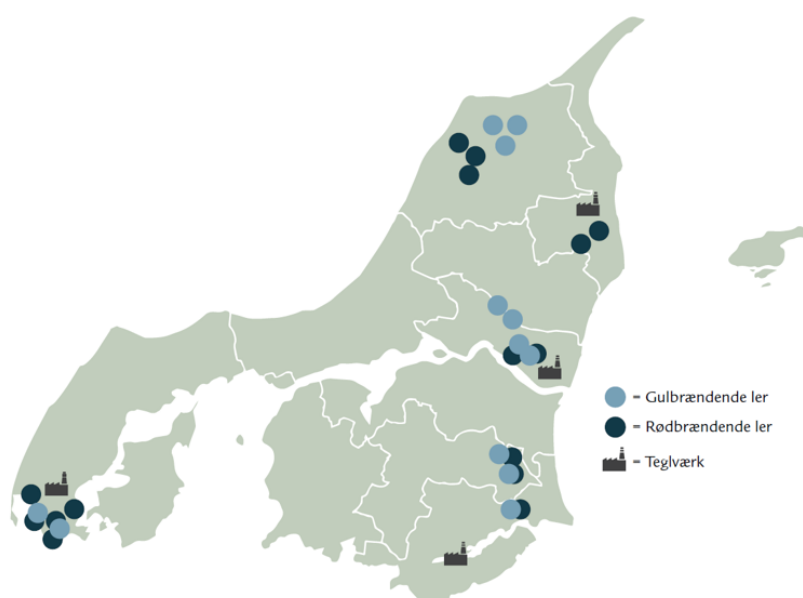 = Gulbrændende ler
= Rødbrændende ler
= Teglværk